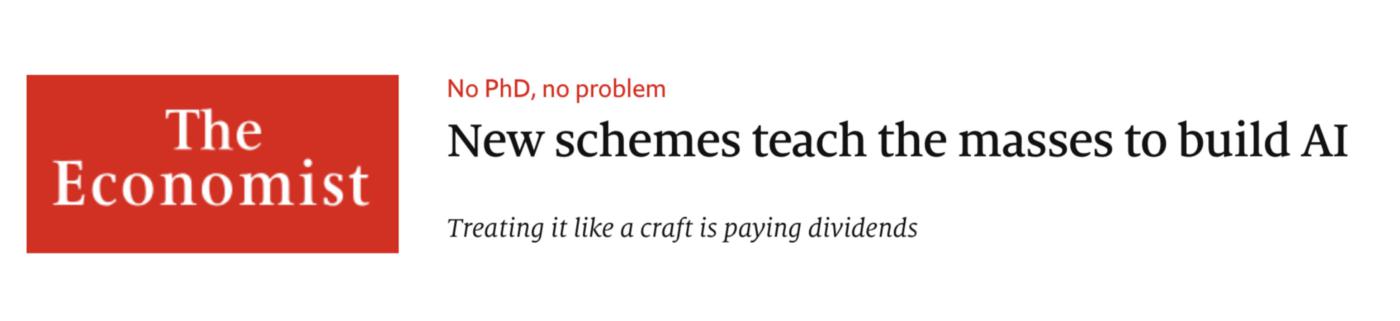 The
Economist
No PhD, no problem
New schemes teach the masses to build AI
Treating it like a craft is paying dividends